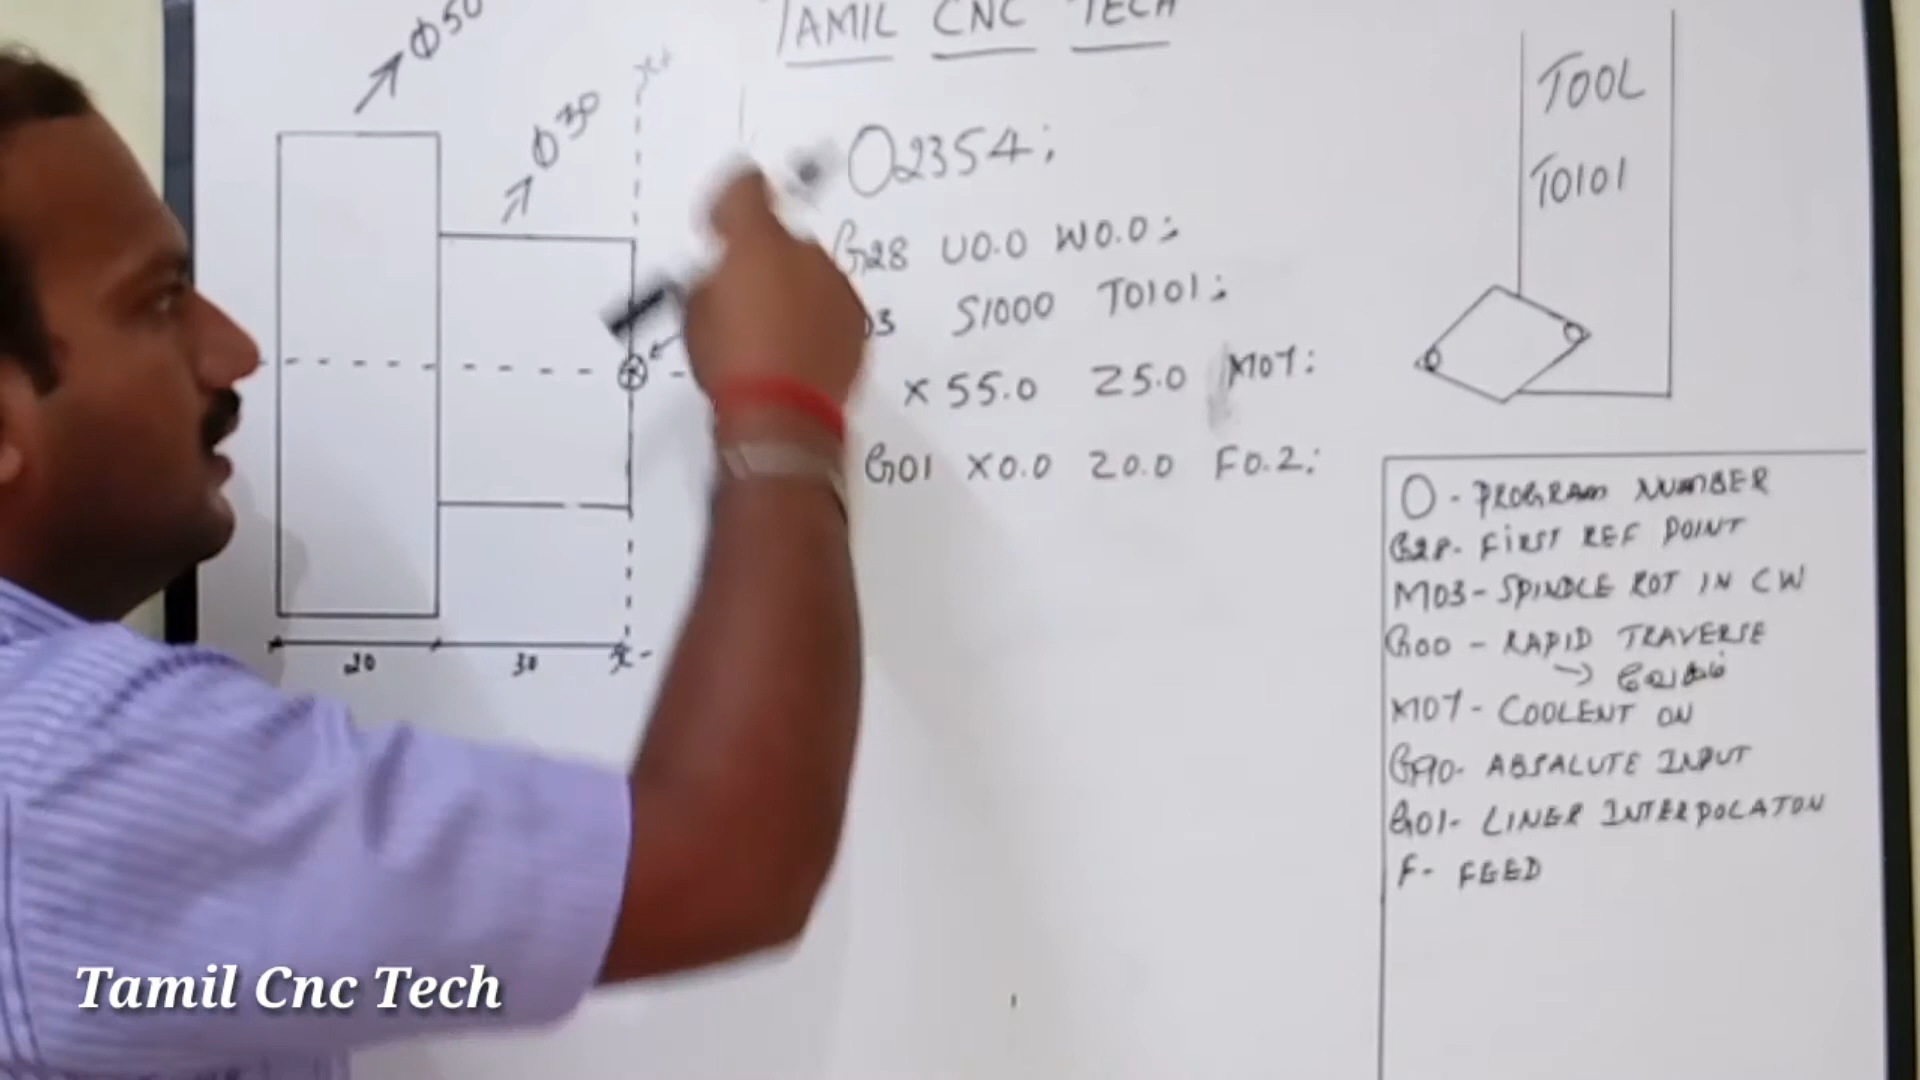 TAMIL CNC TECH
Φ50
Φ30
X+
O2354;
G28 U0.0 W0.0;
03 S1000 T0101;
X55.0 Z5.0 M07;
G01 X0.0 Z0.0 F0.2;
20
30
X-
TOOL
T0101
O - PROGRAM NUMBER
G28- FIRST REF POINT
M03- SPINDLE ROT IN CW
G00 - RAPID TRAVERSE
→ வேகம்
M07- COOLENT ON
G90- ABSALUTE INPUT
G01- LINER INTERPOLATON
F- FEED
Tamil Cnc Tech